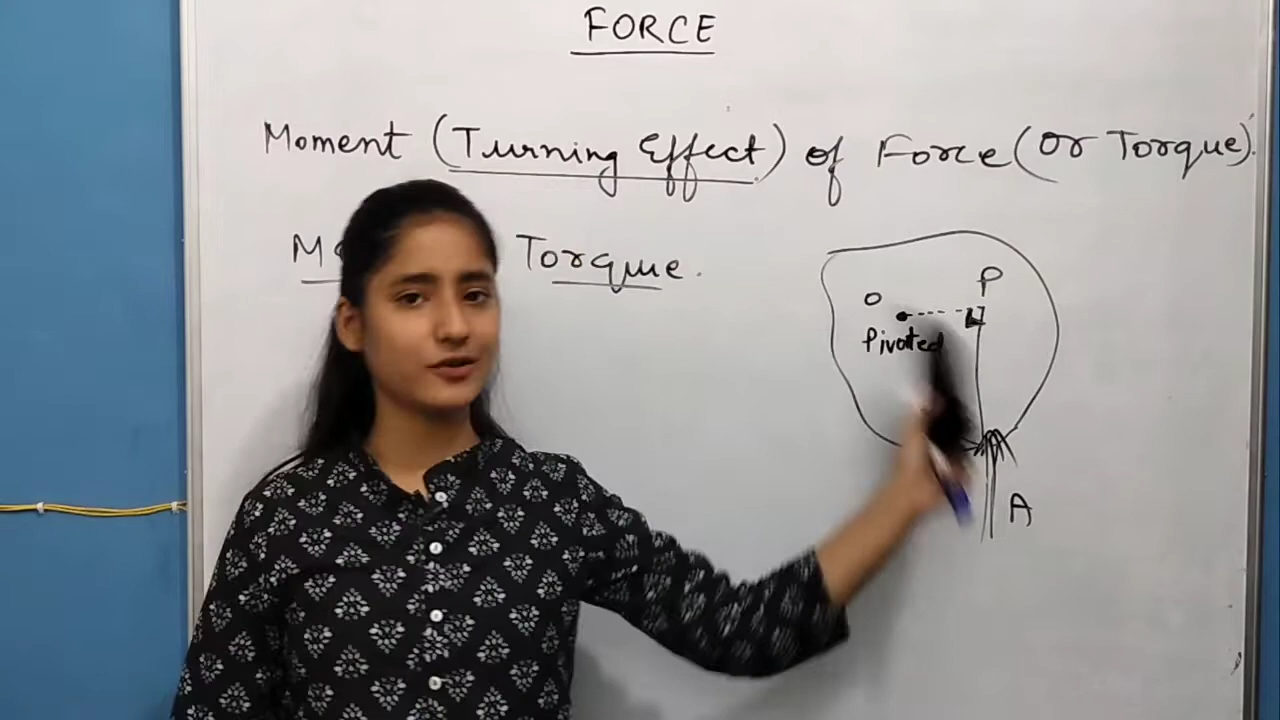 FORCE
Moment (Turning Effect) of Force (Or Torque).
Torque.
P
O
Pivoted
A